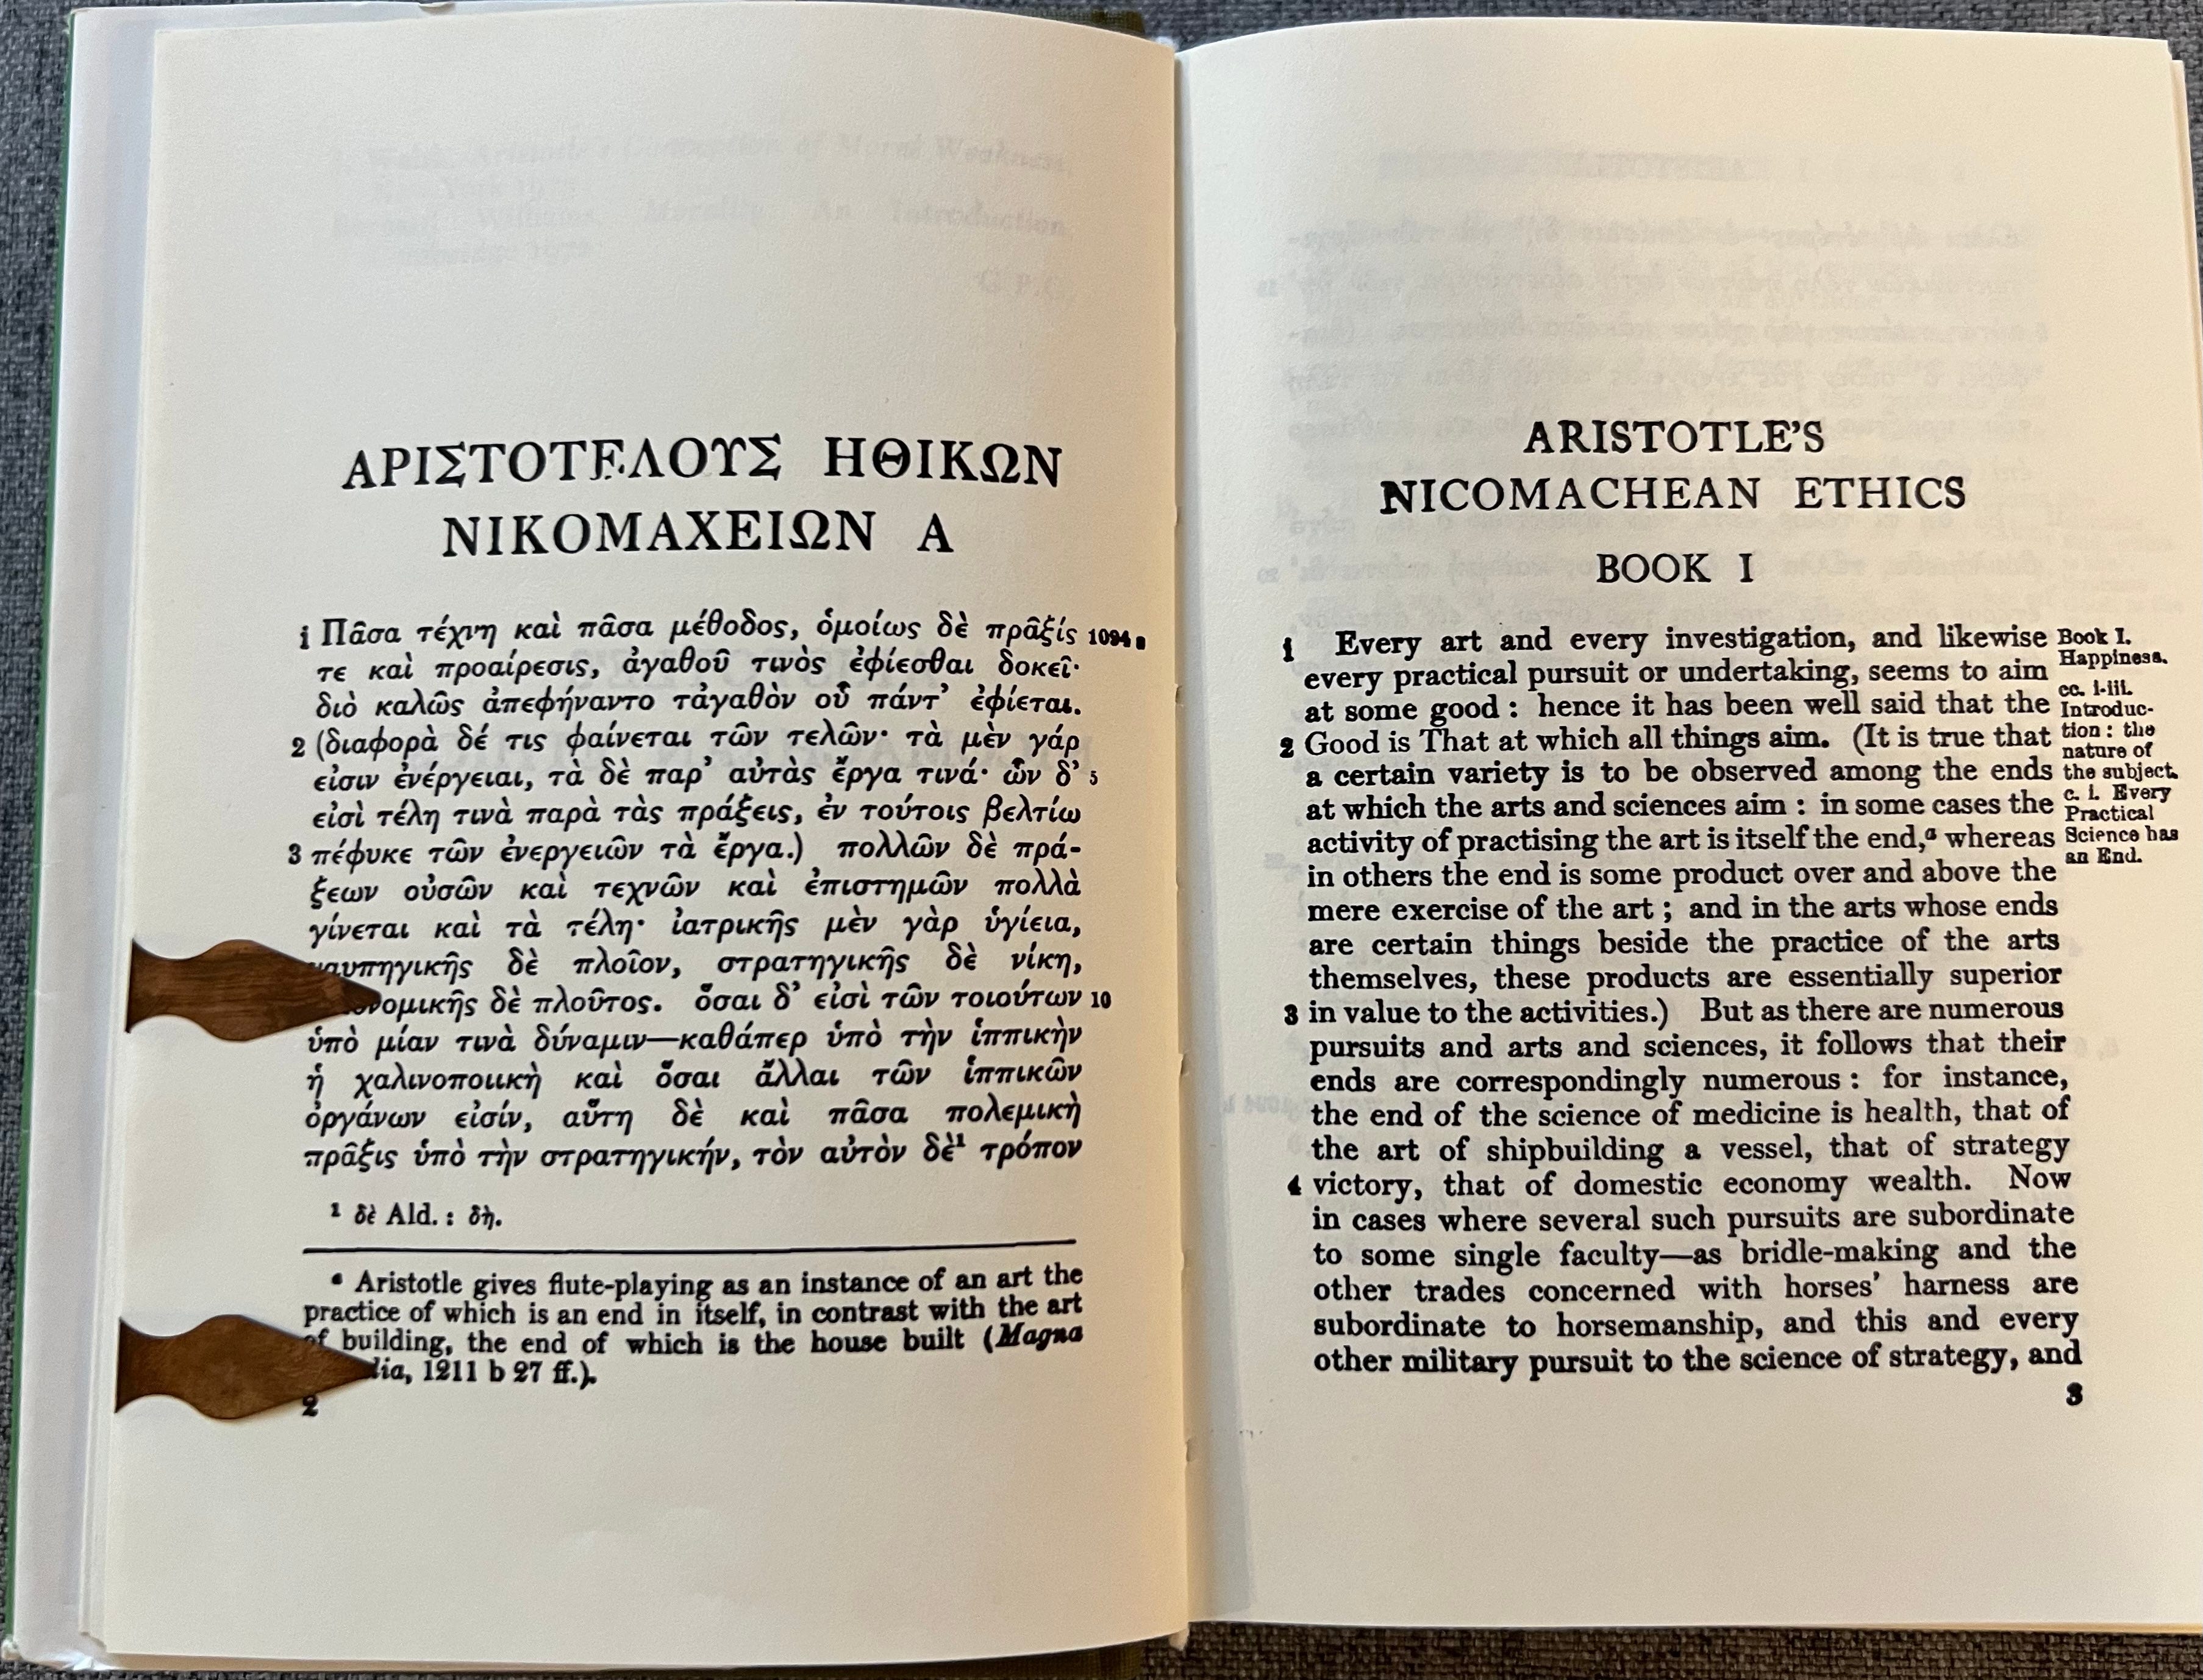 ΑΡΙΣΤΟΤΕΛΟΥΣ ΗΘΙΚΩΝ
ΝΙΚΟΜΑΧΕΙΩΝ Α
i Πᾶσα τέχνη καὶ πᾶσα μέθοδος, ὁμοίως δὲ πρᾶξίς 1094 a
τε καὶ προαίρεσις, ἀγαθοῦ τινὸς ἐφίεσθαι δοκεῖ·
διὸ καλῶς ἀπεφήναντο τἀγαθὸν οὗ πάντ’ ἐφίεται.
2 (διαφορὰ δέ τις φαίνεται τῶν τελῶν· τὰ μὲν γάρ
εἰσιν ἐνέργειαι, τὰ δὲ παρ’ αὐτὰς ἔργα τινά· ὧν δ’ 5
εἰσὶ τέλη τινὰ παρὰ τὰς πράξεις, ἐν τούτοις βελτίω
3 πέφυκε τῶν ἐνεργειῶν τὰ ἔργα.) πολλῶν δὲ πρά-
ξεων οὐσῶν καὶ τεχνῶν καὶ ἐπιστημῶν πολλὰ
γίνεται καὶ τὰ τέλη· ἰατρικῆς μὲν γὰρ ὑγίεια,
ναυπηγικῆς δὲ πλοῖον, στρατηγικῆς δὲ νίκη,
δὲ πλοῦτος. ὅσαι δ’ εἰσὶ τῶν τοιούτων 10
ὑπὸ μίαν τινὰ δύναμιν—καθάπερ ὑπὸ τὴν ἱππικὴν
ἡ χαλινοποιικὴ καὶ ὅσαι ἄλλαι τῶν ἱππικῶν
ὀργάνων εἰσίν, αὕτη δὲ καὶ πᾶσα πολεμικὴ
πρᾶξις ὑπὸ τὴν στρατηγικήν, τὸν αὐτὸν δὲ¹ τρόπον
¹ δὲ Ald. : δὴ.
ᵃ Aristotle gives flute-playing as an instance of an art the
practice of which is an end in itself, in contrast with the art
of building, the end of which is the house built (Magna
1211 b 27 ff.).
2
ARISTOTLE’S
NICOMACHEAN ETHICS
BOOK I
1 Every art and every investigation, and likewise
every practical pursuit or undertaking, seems to aim
at some good : hence it has been well said that the
2 Good is That at which all things aim. (It is true that
a certain variety is to be observed among the ends
at which the arts and sciences aim : in some cases the
activity of practising the art is itself the end,ᵃ whereas
in others the end is some product over and above the
mere exercise of the art ; and in the arts whose ends
are certain things beside the practice of the arts
themselves, these products are essentially superior
3 in value to the activities.) But as there are numerous
pursuits and arts and sciences, it follows that their
ends are correspondingly numerous : for instance,
the end of the science of medicine is health, that of
the art of shipbuilding a vessel, that of strategy
4 victory, that of domestic economy wealth. Now
in cases where several such pursuits are subordinate
to some single faculty—as bridle-making and the
other trades concerned with horses’ harness are
subordinate to horsemanship, and this and every
other military pursuit to the science of strategy, and
Book I.
Happiness.
cc. i-iii.
Introduc-
tion : the
nature of
the subject.
c. i. Every
Practical
Science has
an End.
3